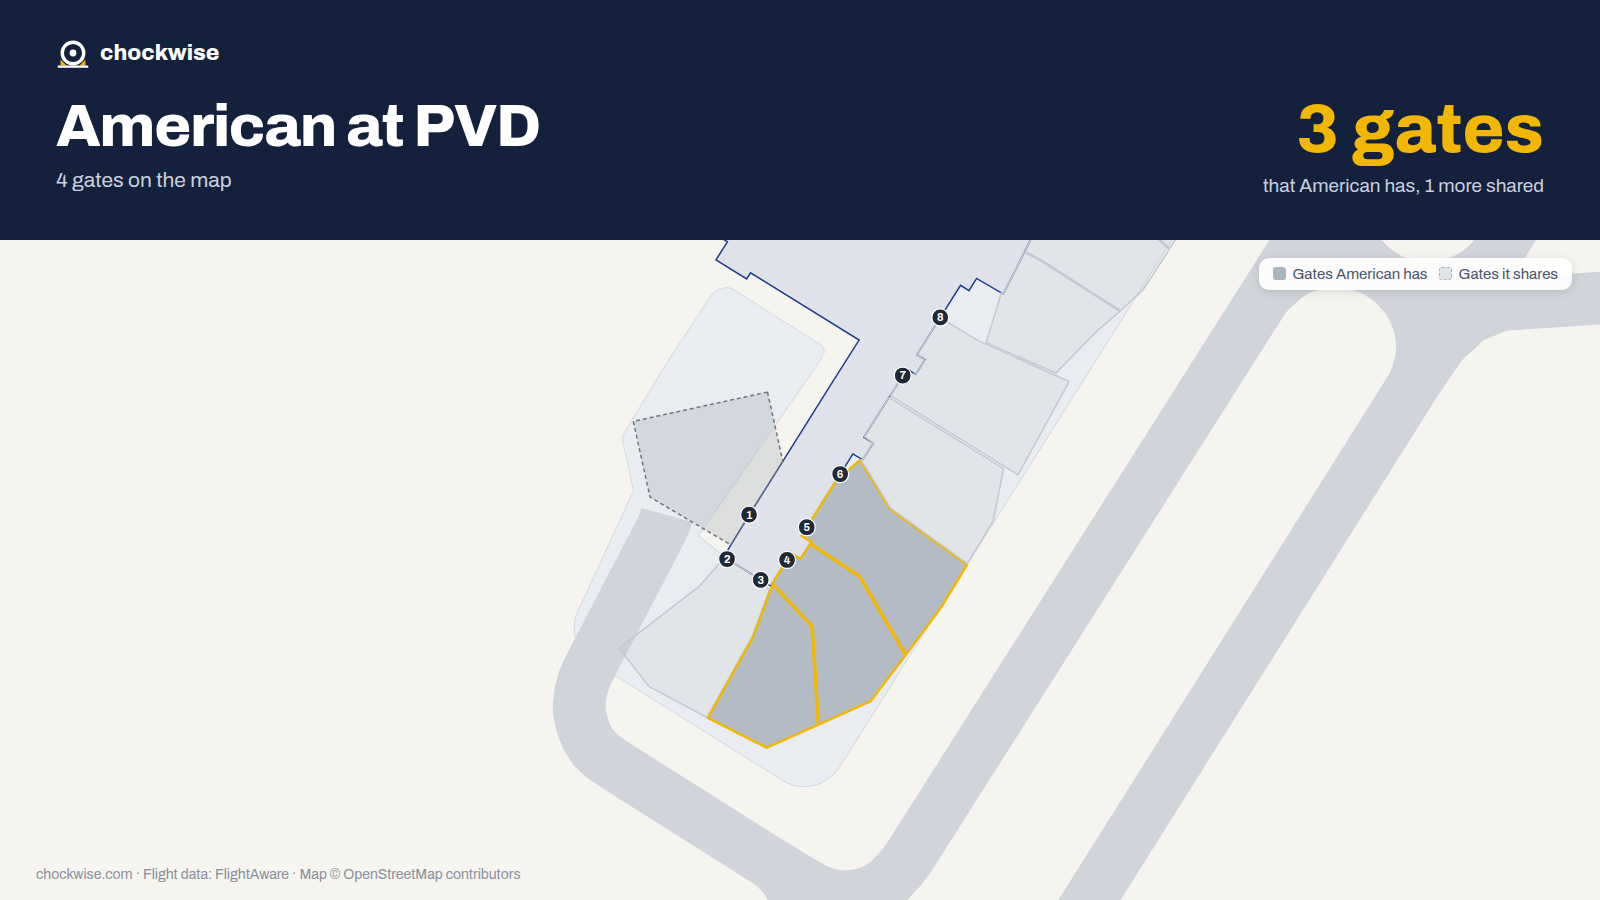 chockwise
American at PVD
4 gates on the map
3 gates
that American has, 1 more shared
Gates American has
Gates it shares
8
7
6
1
5
2
4
3
chockwise.com · Flight data: FlightAware · Map © OpenStreetMap contributors